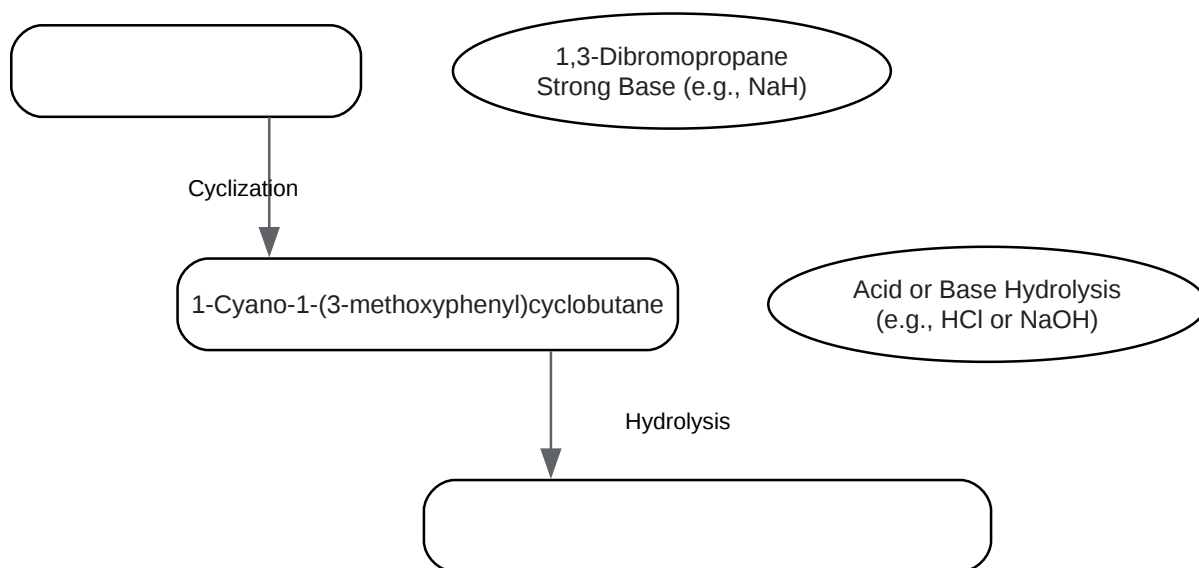 1,3-Dibromopropane
Strong Base (e.g., NaH)
Cyclization
1-Cyano-1-(3-methoxyphenyl)cyclobutane
Acid or Base Hydrolysis
(e.g., HCl or NaOH)
Hydrolysis